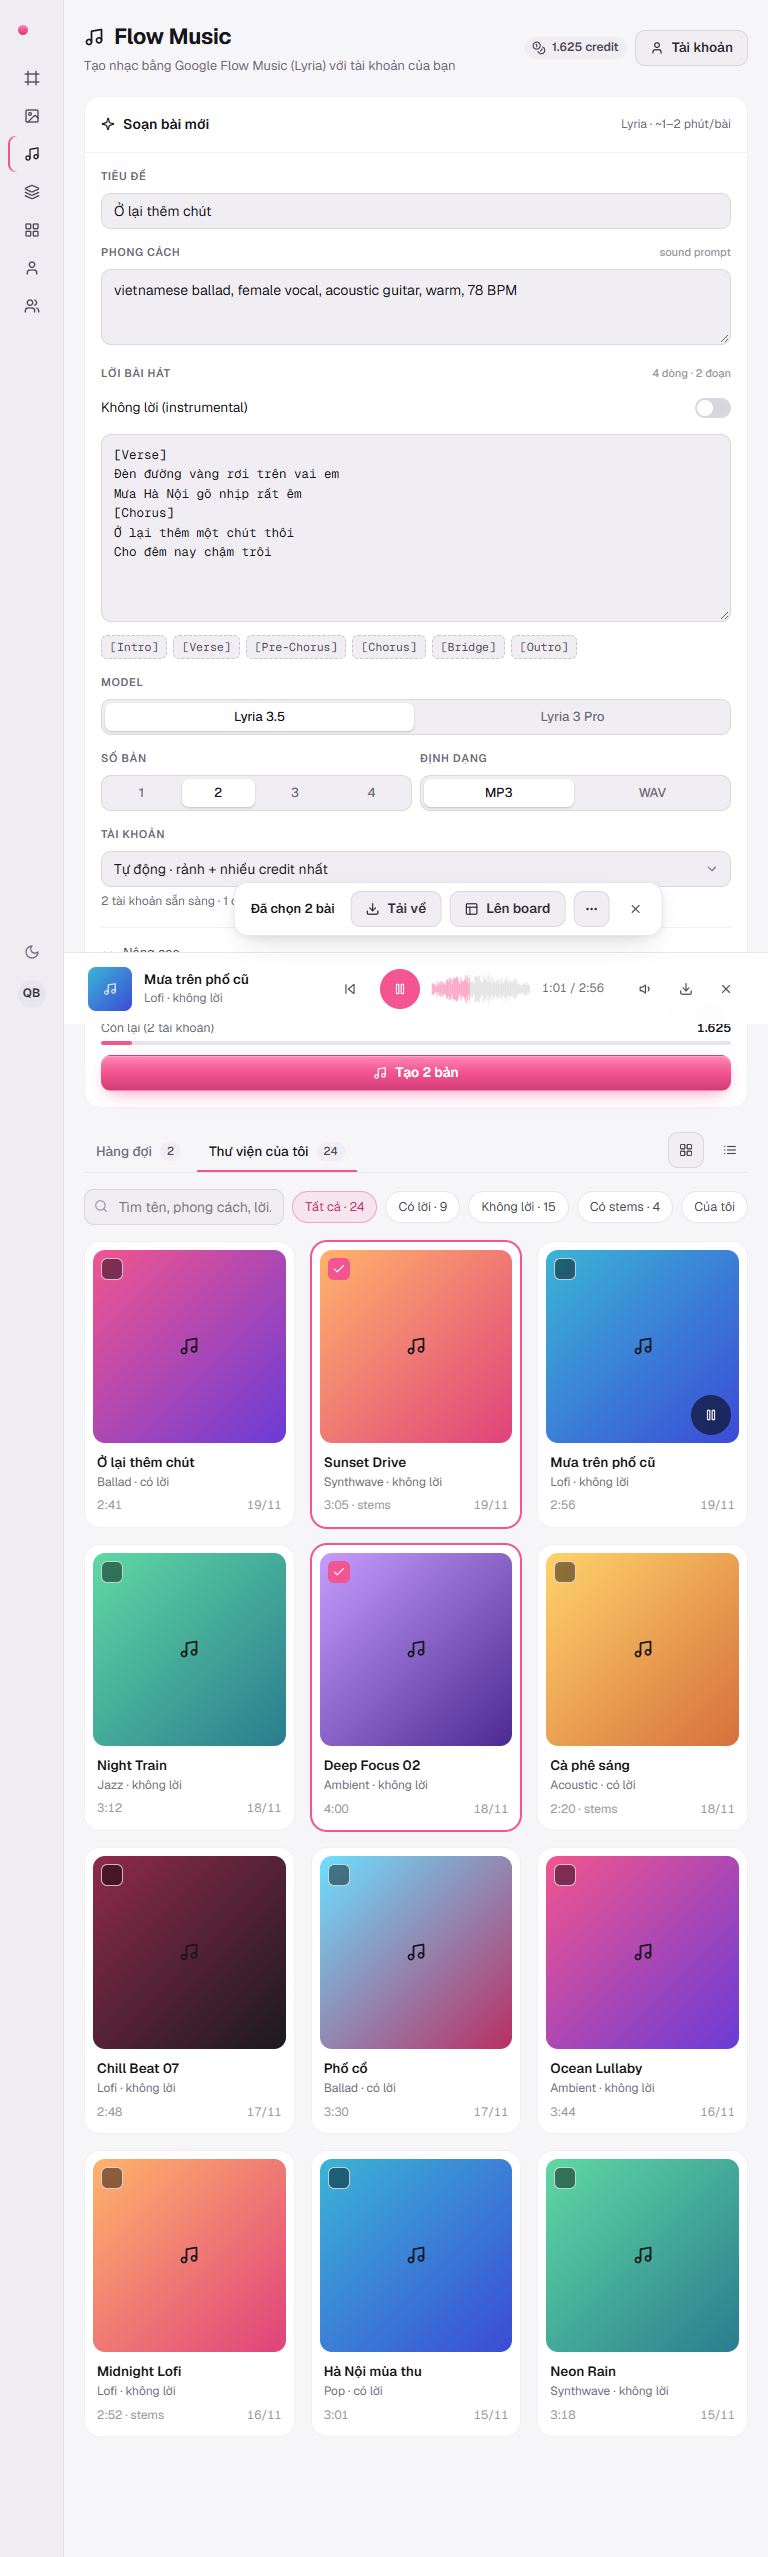 Flow Music
Tạo nhạc bằng Google Flow Music (Lyria) với tài khoản của bạn
1.625 credit
Tài khoản
Soạn bài mới
Lyria · ~1–2 phút/bài
TIÊU ĐỀ
Ở lại thêm chút
PHONG CÁCH
sound prompt
vietnamese ballad, female vocal, acoustic guitar, warm, 78 BPM
LỜI BÀI HÁT
4 dòng · 2 đoạn
Không lời (instrumental)
[Verse]
Đèn đường vàng rơi trên vai em
Mưa Hà Nội gõ nhịp rất êm
[Chorus]
Ở lại thêm một chút thôi
Cho đêm nay chậm trôi
[Intro] [Verse] [Pre-Chorus] [Chorus] [Bridge] [Outro]
MODEL
Lyria 3.5
Lyria 3 Pro
SỐ BẢN
ĐỊNH DẠNG
1 2 3 4
MP3 WAV
TÀI KHOẢN
Tự động · rảnh + nhiều credit nhất
2 tài khoản sẵn sàng · 1
Đã chọn 2 bài
Tải về
Lên board
QB
Mưa trên phố cũ
Lofi · không lời
1:01 / 2:56
Còn lại (2 tài khoản)
1.625
Tạo 2 bản
Hàng đợi 2
Thư viện của tôi 24
Tìm tên, phong cách, lời.
Tất cả · 24
Có lời · 9
Không lời · 15
Có stems · 4
Của tôi
Ở lại thêm chút
Ballad · có lời
2:41 19/11
Sunset Drive
Synthwave · không lời
3:05 · stems 19/11
Mưa trên phố cũ
Lofi · không lời
2:56 19/11
Night Train
Jazz · không lời
3:12 18/11
Deep Focus 02
Ambient · không lời
4:00 18/11
Cà phê sáng
Acoustic · có lời
2:20 · stems 18/11
Chill Beat 07
Lofi · không lời
2:48 17/11
Phố cổ
Ballad · có lời
3:30 17/11
Ocean Lullaby
Ambient · không lời
3:44 16/11
Midnight Lofi
Lofi · không lời
2:52 · stems 16/11
Hà Nội mùa thu
Pop · có lời
3:01 15/11
Neon Rain
Synthwave · không lời
3:18 15/11